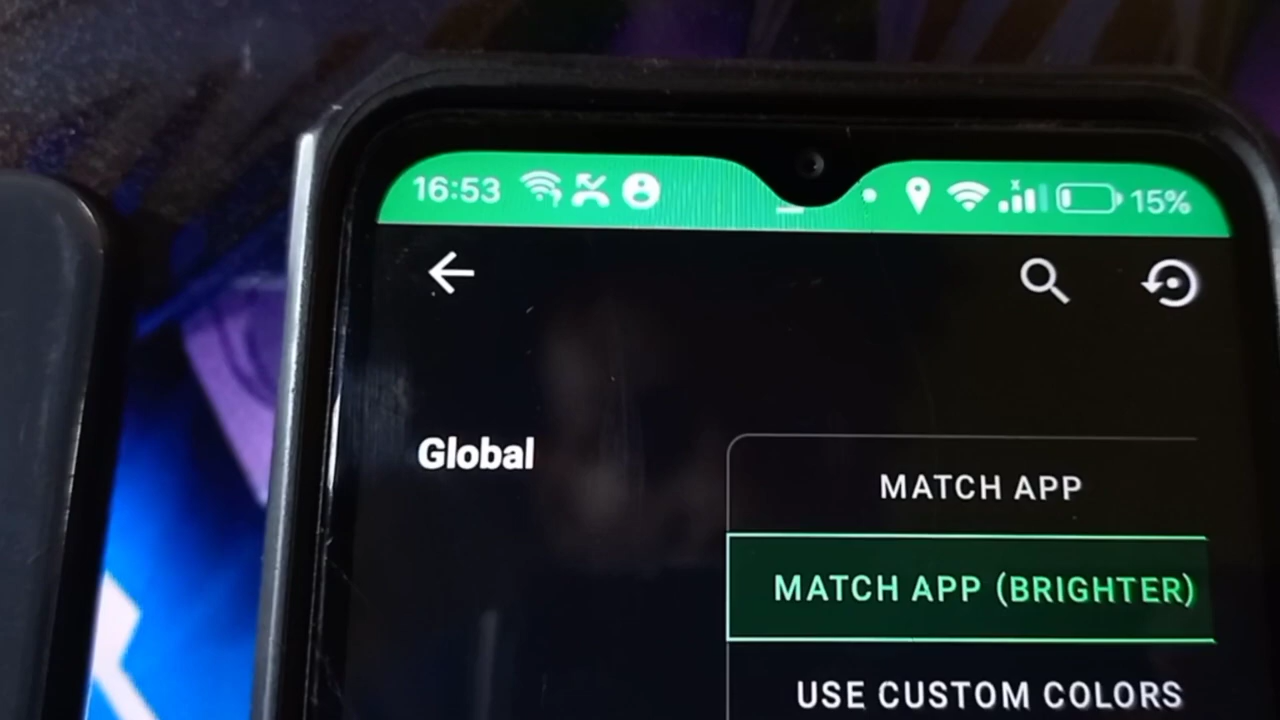 16:53 15%
Global
MATCH APP
MATCH APP (BRIGHTER)
USE CUSTOM COLORS